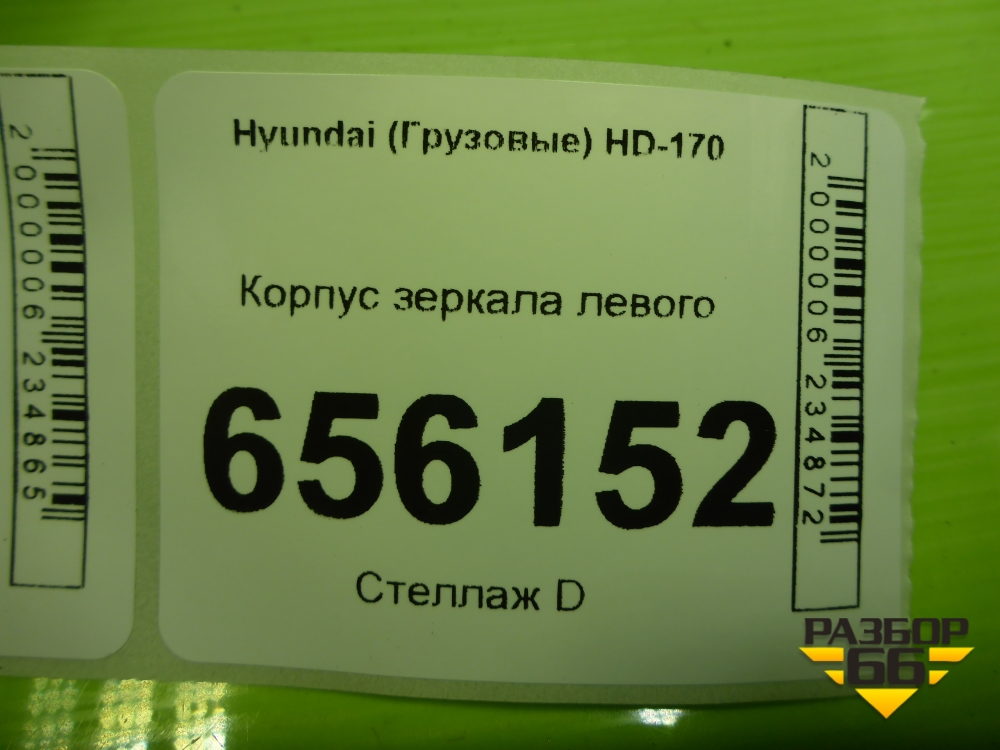 2000006234865
Hyundai (Грузовые) HD-170
Корпус зеркала левого
656152
Стеллаж D
2000006234872
РАЗБОР
66